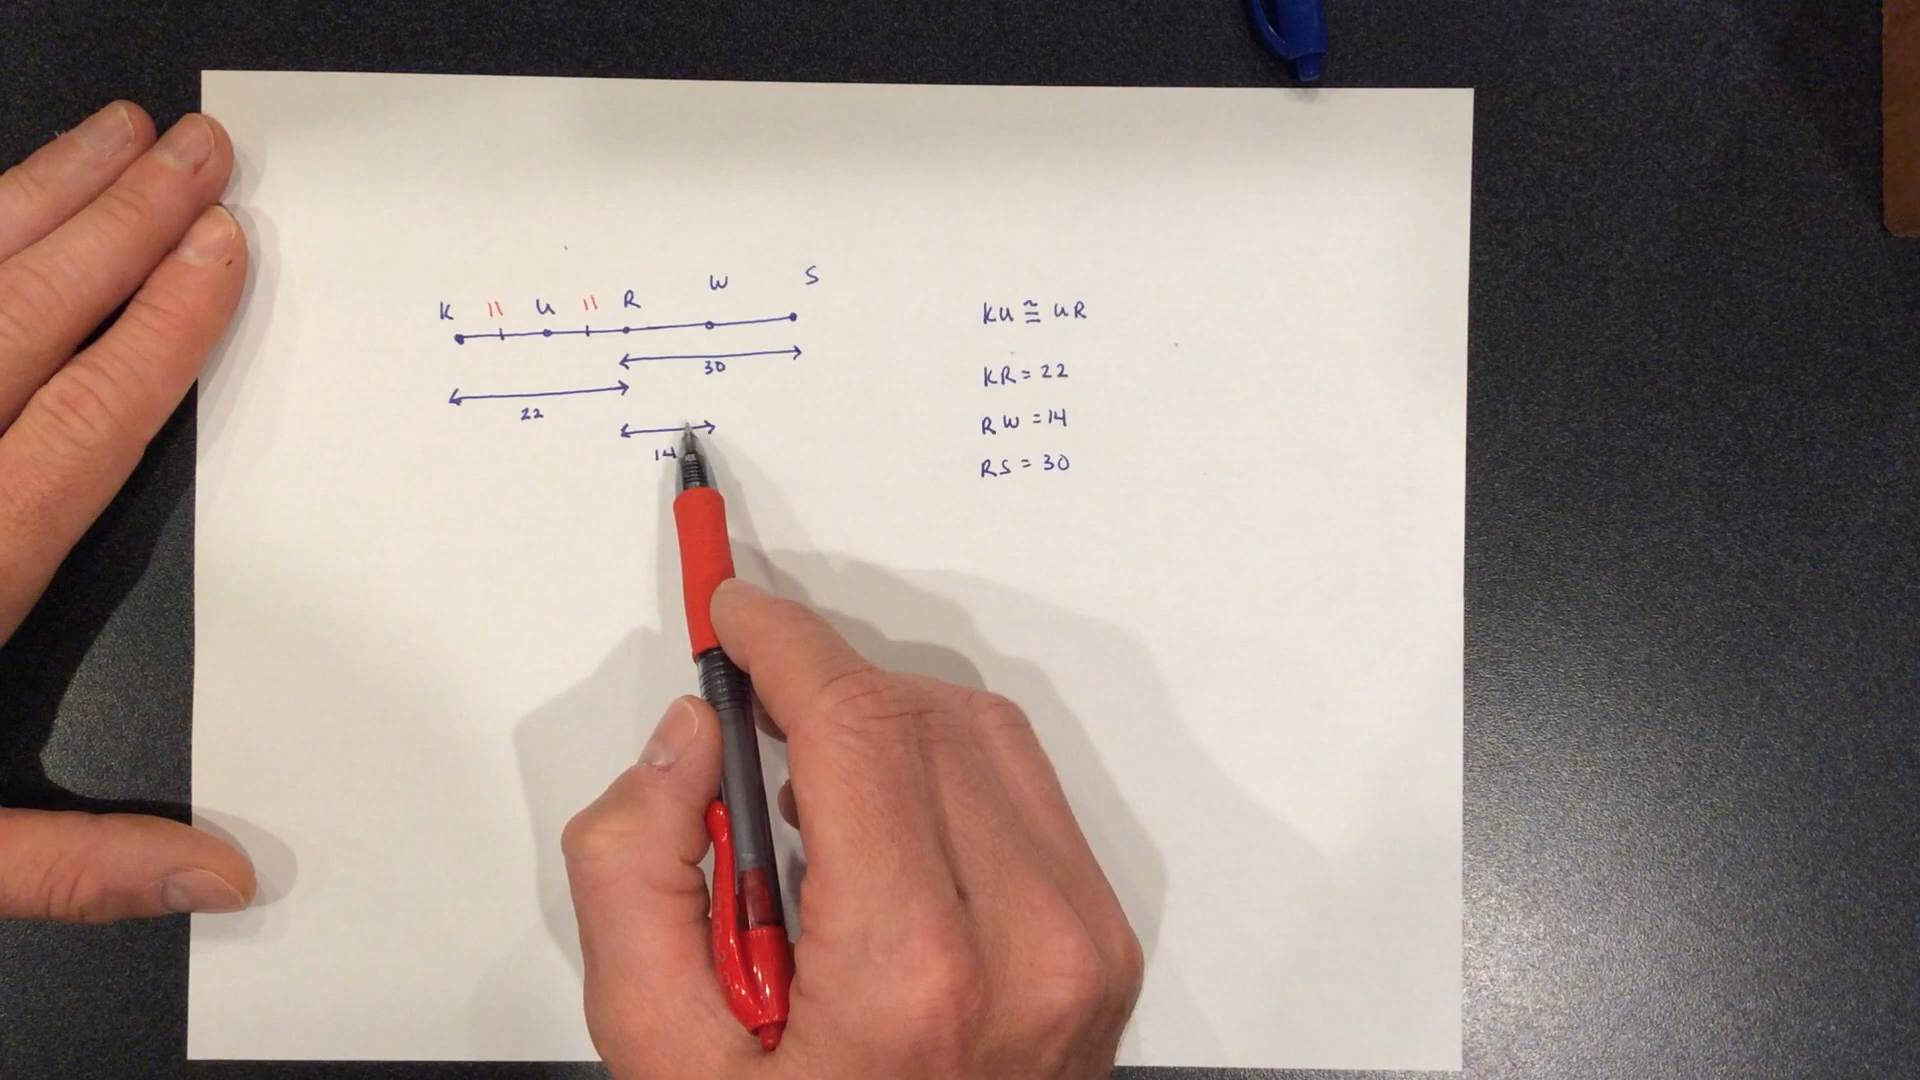 K 11 U 11 R W S
30
22
14
KU ≅ UR
KR = 22
RW = 14
RS = 30